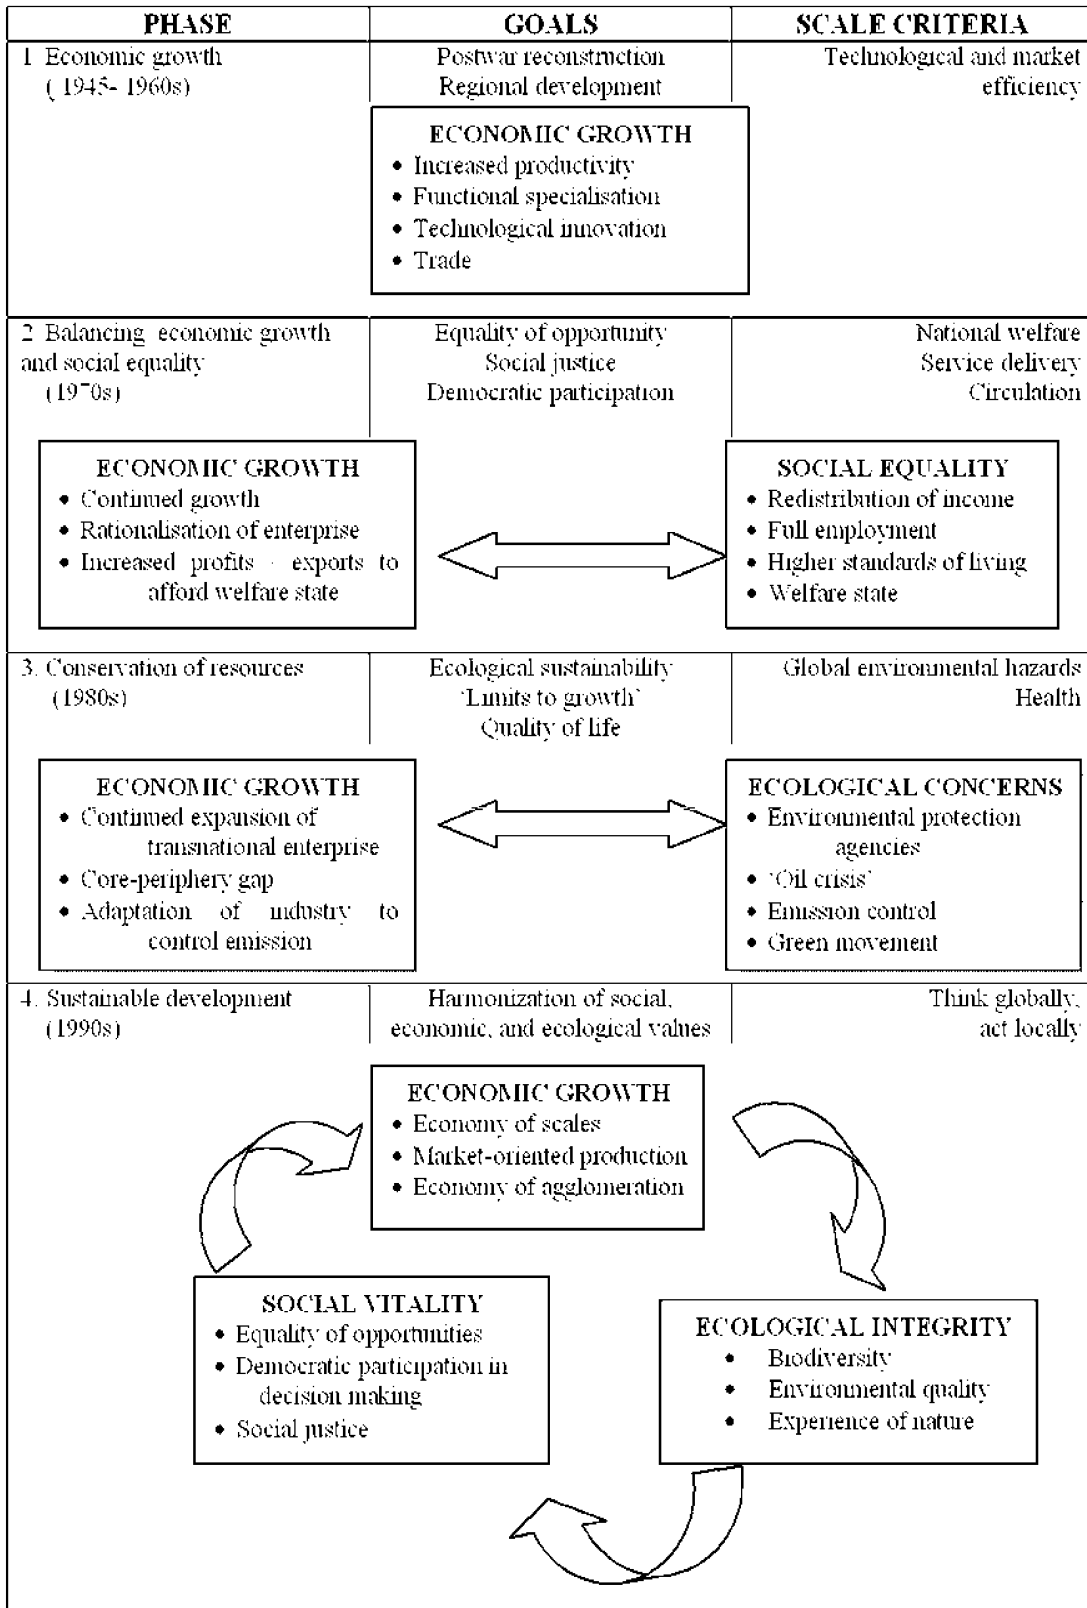 PHASE GOALS SCALE CRITERIA
1 Economic growth
( 1945- 1960s)
Postwar reconstruction
Regional development
Technological and market
efficiency
ECONOMIC GROWTH
• Increased productivity
• Functional specialisation
• Technological innovation
• Trade
2 Balancing economic growth
and social equality
(1970s)
Equality of opportunity
Social justice
Democratic participation
National welfare
Service delivery
Circulation
ECONOMIC GROWTH
• Continued growth
• Rationalisation of enterprise
• Increased profits - exports to
afford welfare state
SOCIAL EQUALITY
• Redistribution of income
• Full employment
• Higher standards of living
• Welfare state
3. Conservation of resources
(1980s)
Ecological sustainability
‘Limits to growth’
Quality of life
Global environmental hazards
Health
ECONOMIC GROWTH
• Continued expansion of
transnational enterprise
• Core-periphery gap
• Adaptation of industry to
control emission
ECOLOGICAL CONCERNS
• Environmental protection
agencies
• ‘Oil crisis’
• Emission control
• Green movement
4. Sustainable development
(1990s)
Harmonization of social,
economic, and ecological values
Think globally,
act locally
ECONOMIC GROWTH
• Economy of scales
• Market-oriented production
• Economy of agglomeration
SOCIAL VITALITY
• Equality of opportunities
• Democratic participation in
decision making
• Social justice
ECOLOGICAL INTEGRITY
• Biodiversity
• Environmental quality
• Experience of nature